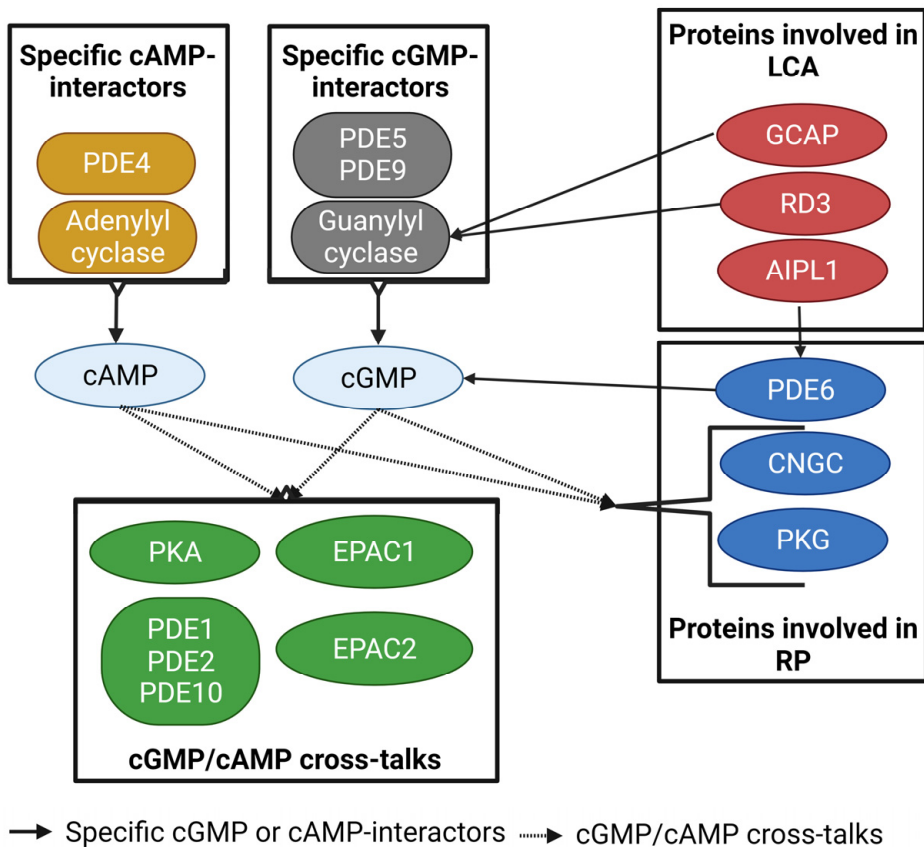 Specific cAMP-
interactors
PDE4
Adenylyl
cyclase
Specific cGMP-
interactors
PDE5
PDE9
Guanylyl
cyclase
Proteins involved in
LCA
GCAP
RD3
AIPL1
cAMP
cGMP
PDE6
CNGC
PKG
Proteins involved in
RP
PKA
EPAC1
PDE1
PDE2
PDE10
EPAC2
cGMP/cAMP cross-talks
Specific cGMP or cAMP-interactors
cGMP/cAMP cross-talks